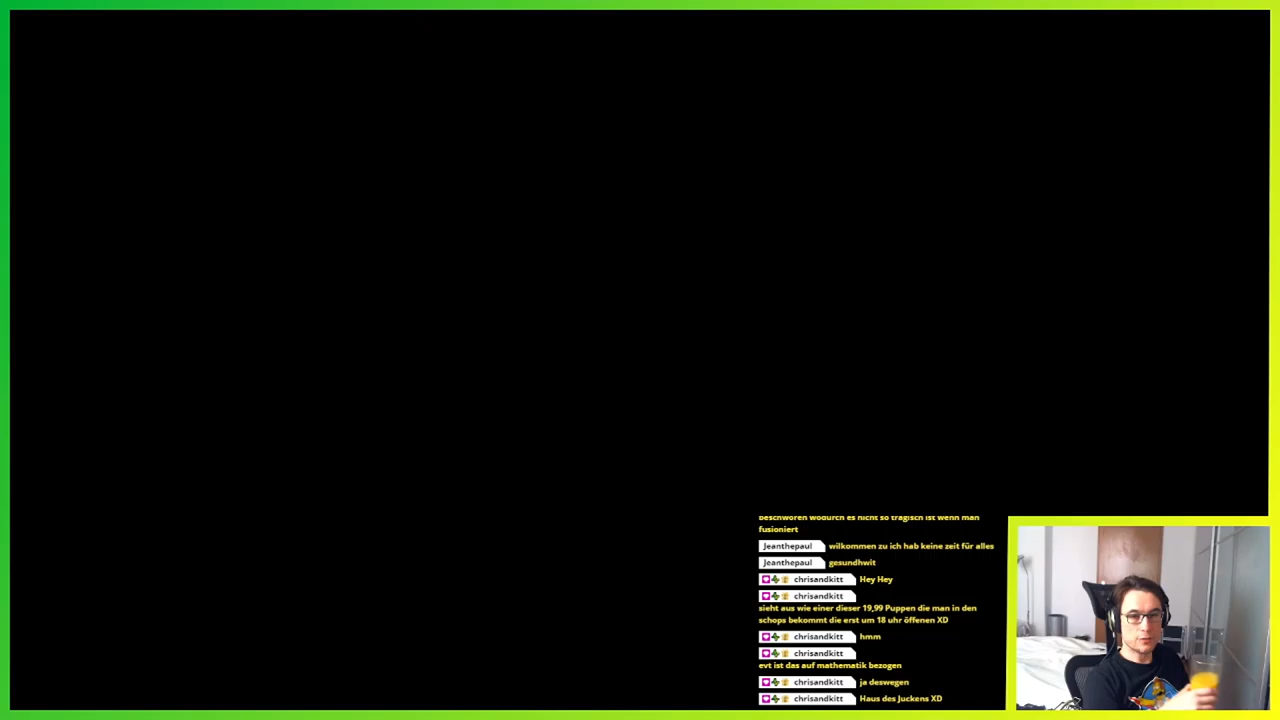 beschworen wodurch es nicht so tragisch ist wenn man
fusioniert
Jeanthepaul wilkommen zu ich hab keine zeit für alles
Jeanthepaul gesundhwit
chrisandkitt Hey Hey
chrisandkitt
sieht aus wie einer dieser 19,99 Puppen die man in den
schops bekommt die erst um 18 uhr öffenen XD
chrisandkitt hmm
chrisandkitt
evt ist das auf mathematik bezogen
chrisandkitt ja deswegen
chrisandkitt Haus des Juckens XD